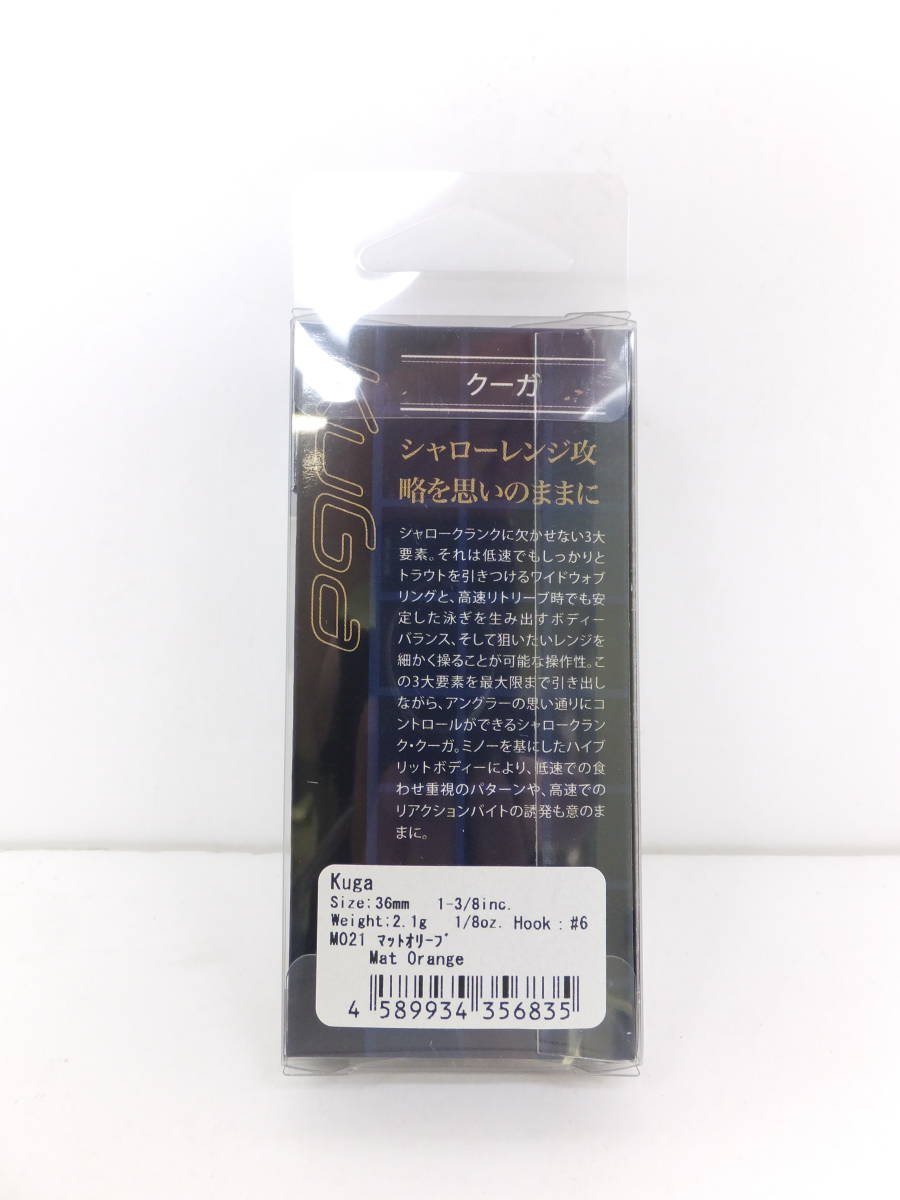 クーガ
KUGa
シャローレンジ攻
略を思いのままに
シャロークランクに欠かせない3大
要素。それは低速でもしっかりと
トラウトを引きつけるワイドウォブ
リングと、高速リトリーブ時でも安
定した泳ぎを生み出すボディー
バランス、そして狙いたいレンジを
細かく操ることが可能な操作性。こ
の3大要素を最大限まで引き出し
ながら、アングラーの思い通りにコ
ントロールができるシャロークラン
ク・クーガ。ミノーを基にしたハイブ
リットボディーにより、低速での食
わせ重視のパターンや、高速での
リアクションバイトの誘発も意のま
まに。
Kuga
Size:36mm 1-3/8inc.
Weight:2.1g 1/8oz. Hook : #6
M021 ﾏｯﾄｵﾘｰﾌﾞ
Mat Orange
4 589934 356835